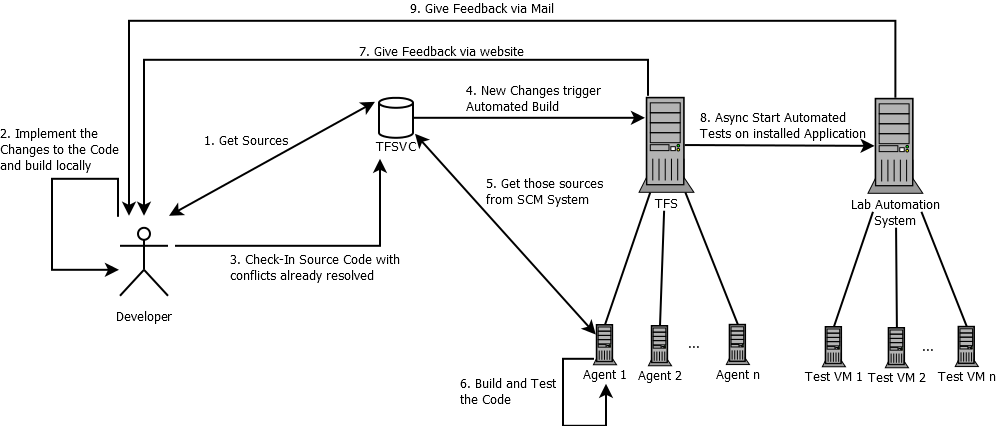 9. Give Feedback via Mail
7. Give Feedback via website
4. New Changes trigger
Automated Build
8. Async Start Automated
Tests on installed Application
2. Implement the
Changes to the Code
and build locally
1. Get Sources
TFSVC
5. Get those sources
from SCM System
TFS
Lab Automation
System
3. Check-In Source Code with
conflicts already resolved
Developer
...
...
Agent 1
Agent 2
Agent n
Test VM 1
Test VM 2
Test VM n
6. Build and Test
the Code